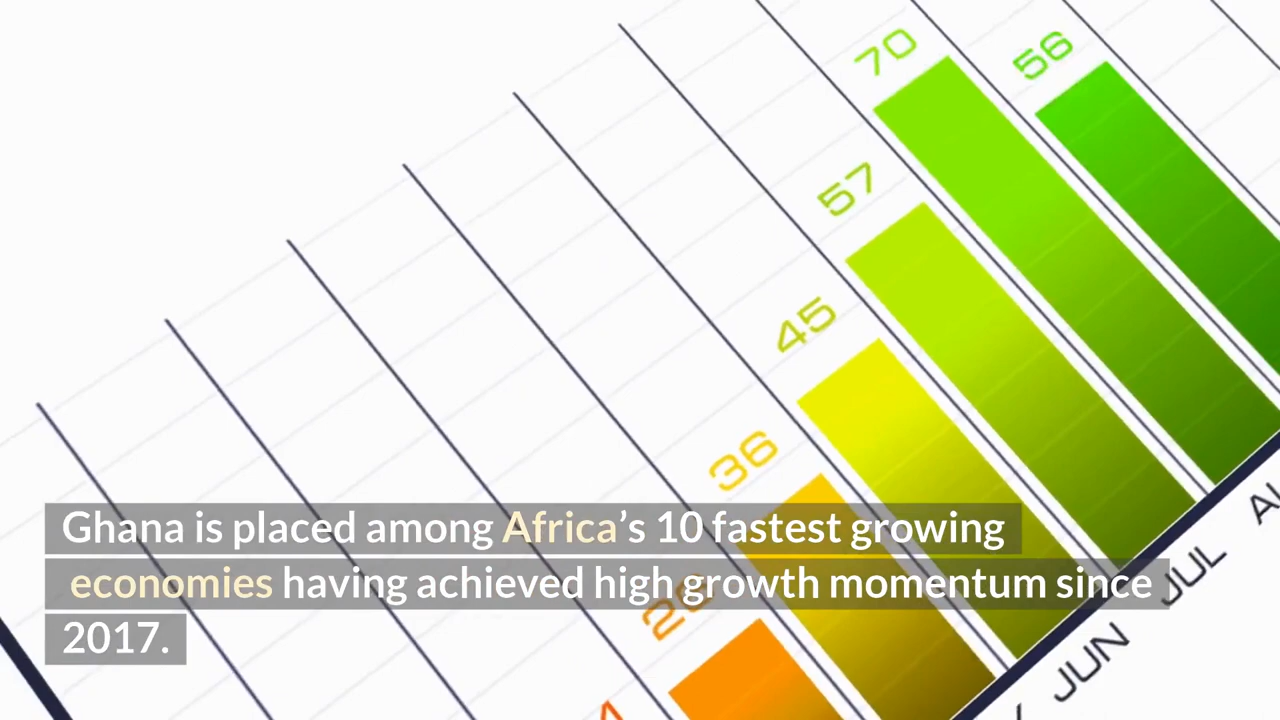 70
56
57
45
36
Ghana is placed among Africa’s 10 fastest growing
economies having achieved high growth momentum since
2017.
JUL
JUN